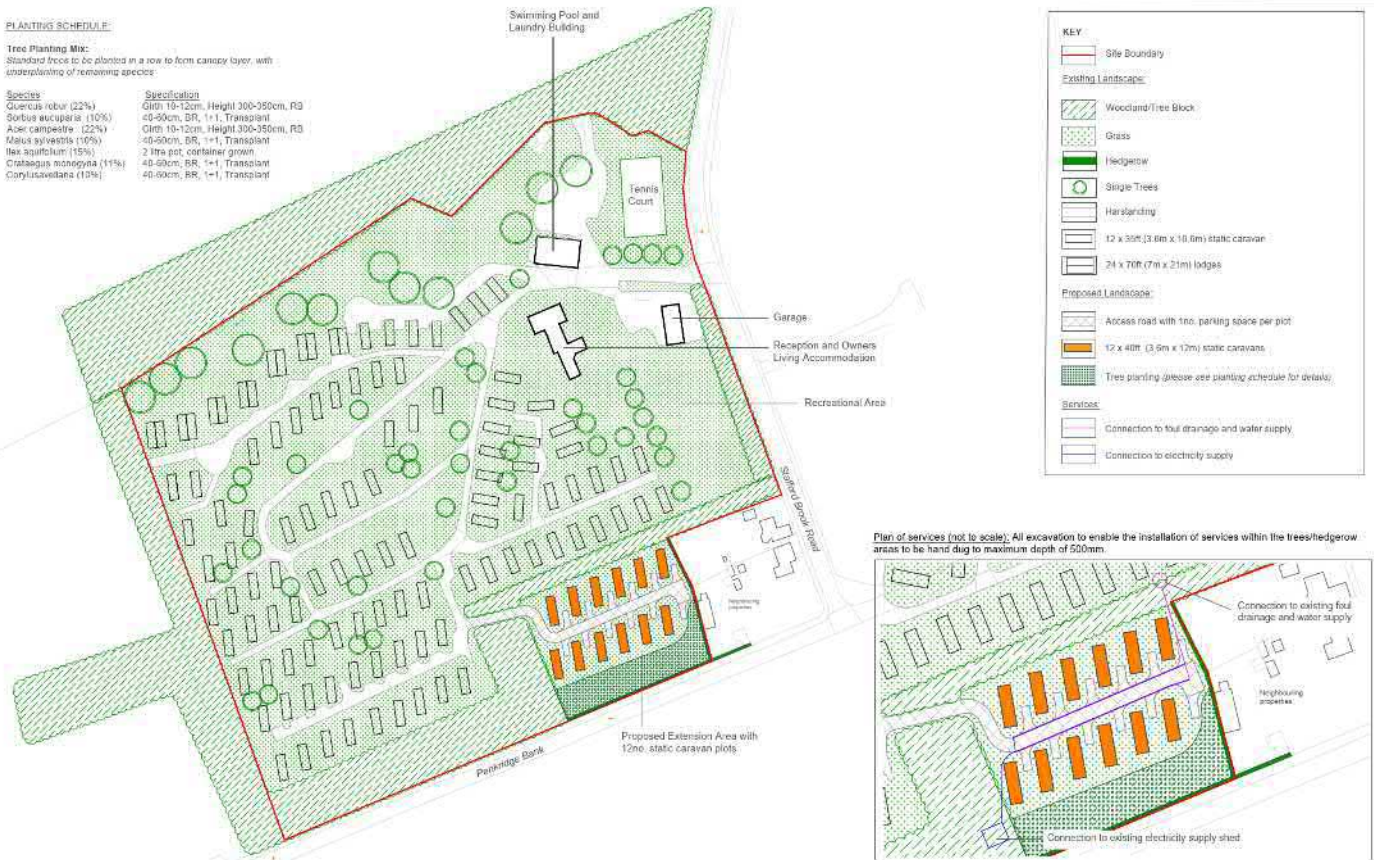 PLANTING SCHEDULE:
Tree Planting Mix:
Standard trees to be planted in a row to form canopy layer, with
underplanting of remaining species
Species Specification
Quercus robur (22%) Girth 10-12cm, Height 300-350cm, RB
Sorbus aucuparia (10%) 40-60cm, BR, 1+1, Transplant
Acer campestre (22%) Girth 10-12cm, Height 300-350cm, RB
Malus sylvestris (10%) 40-60cm, BR, 1+1, Transplant
Ilex aquifolium (15%) 2 litre pot, container grown
Crataegus monogyna (11%) 40-60cm, BR, 1+1, Transplant
Corylusavellana (10%) 40-60cm, BR, 1+1, Transplant
Swimming Pool and
Laundry Building
Tennis
Court
Garage
Reception and Owners
Living Accommodation
Recreational Area
Stafford Brook Road
Neighbouring
properties
Proposed Extension Area with
12no. static caravan plots
Penkridge Bank
KEY
Site Boundary
Existing Landscape:
Woodland/Tree Block
Grass
Hedgerow
Single Trees
Harstanding
12 x 35ft (3.6m x 10.6m) static caravan
24 x 70ft (7m x 21m) lodges
Proposed Landscape:
Access road with 1no. parking space per plot
12 x 40ft (3.6m x 12m) static caravans
Tree planting (please see planting schedule for details)
Services:
Connection to foul drainage and water supply
Connection to electricity supply
Plan of services (not to scale): All excavation to enable the installation of services within the trees/hedgerow
areas to be hand dug to maximum depth of 500mm.
Connection to existing foul
drainage and water supply
Neighbouring
properties
Connection to existing electricity supply shed